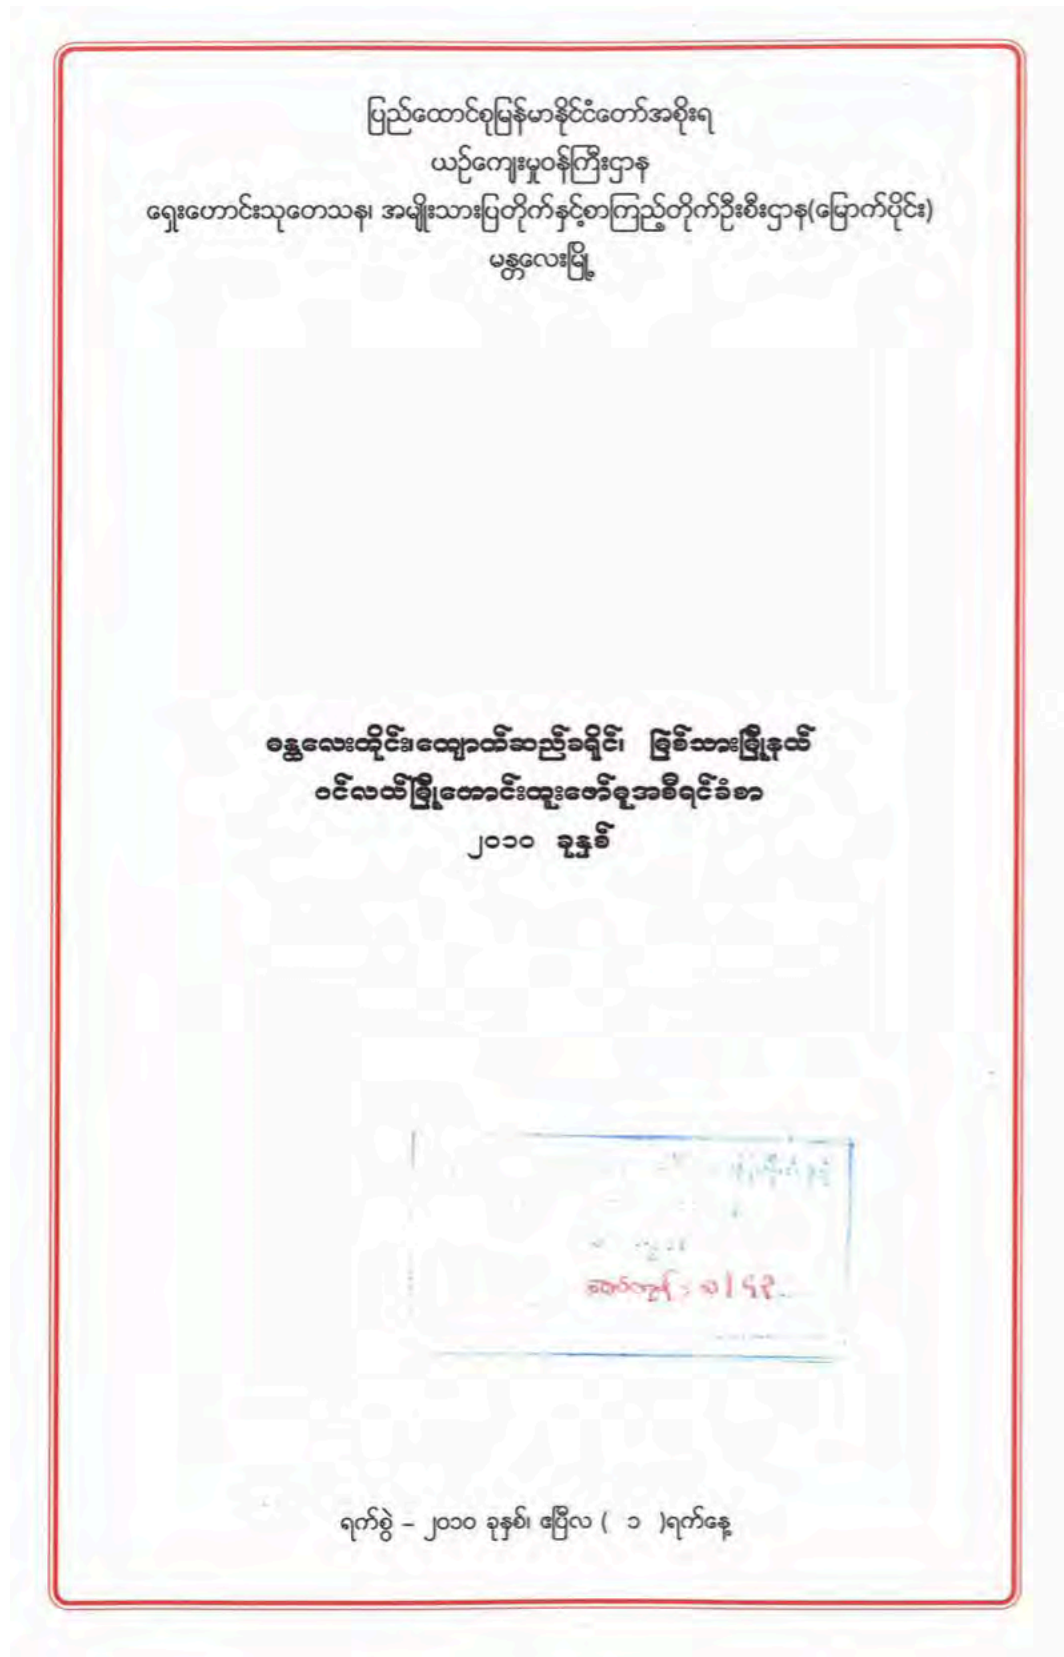 ပြည်ထောင်စုမြန်မာနိုင်ငံတော်အစိုးရ
ယဉ်ကျေးမှုဝန်ကြီးဌာန
ရှေးဟောင်းသုတေသန၊ အမျိုးသားပြတိုက်နှင့်စာကြည့်တိုက်ဦးစီးဌာန(မြောက်ပိုင်း)
မန္တလေးမြို့
မန္တလေးတိုင်း၊ကျောက်ဆည်ခရိုင်၊ မြစ်သားမြို့နယ်
ဝင်းလယ်မြို့ဟောင်းတူးဖော်မှုအစီရင်ခံစာ
၂၀၁၀ ခုနှစ်
ရက်စွဲ – ၂၀၁၀ ခုနှစ်၊ ဧပြီလ ( ၁ )ရက်နေ့